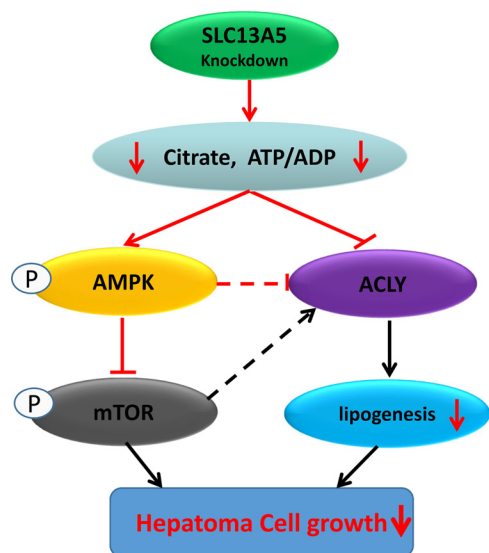 SLC13A5
Knockdown
Citrate, ATP/ADP
P
AMPK
ACLY
P
mTOR
lipogenesis
Hepatoma Cell growth